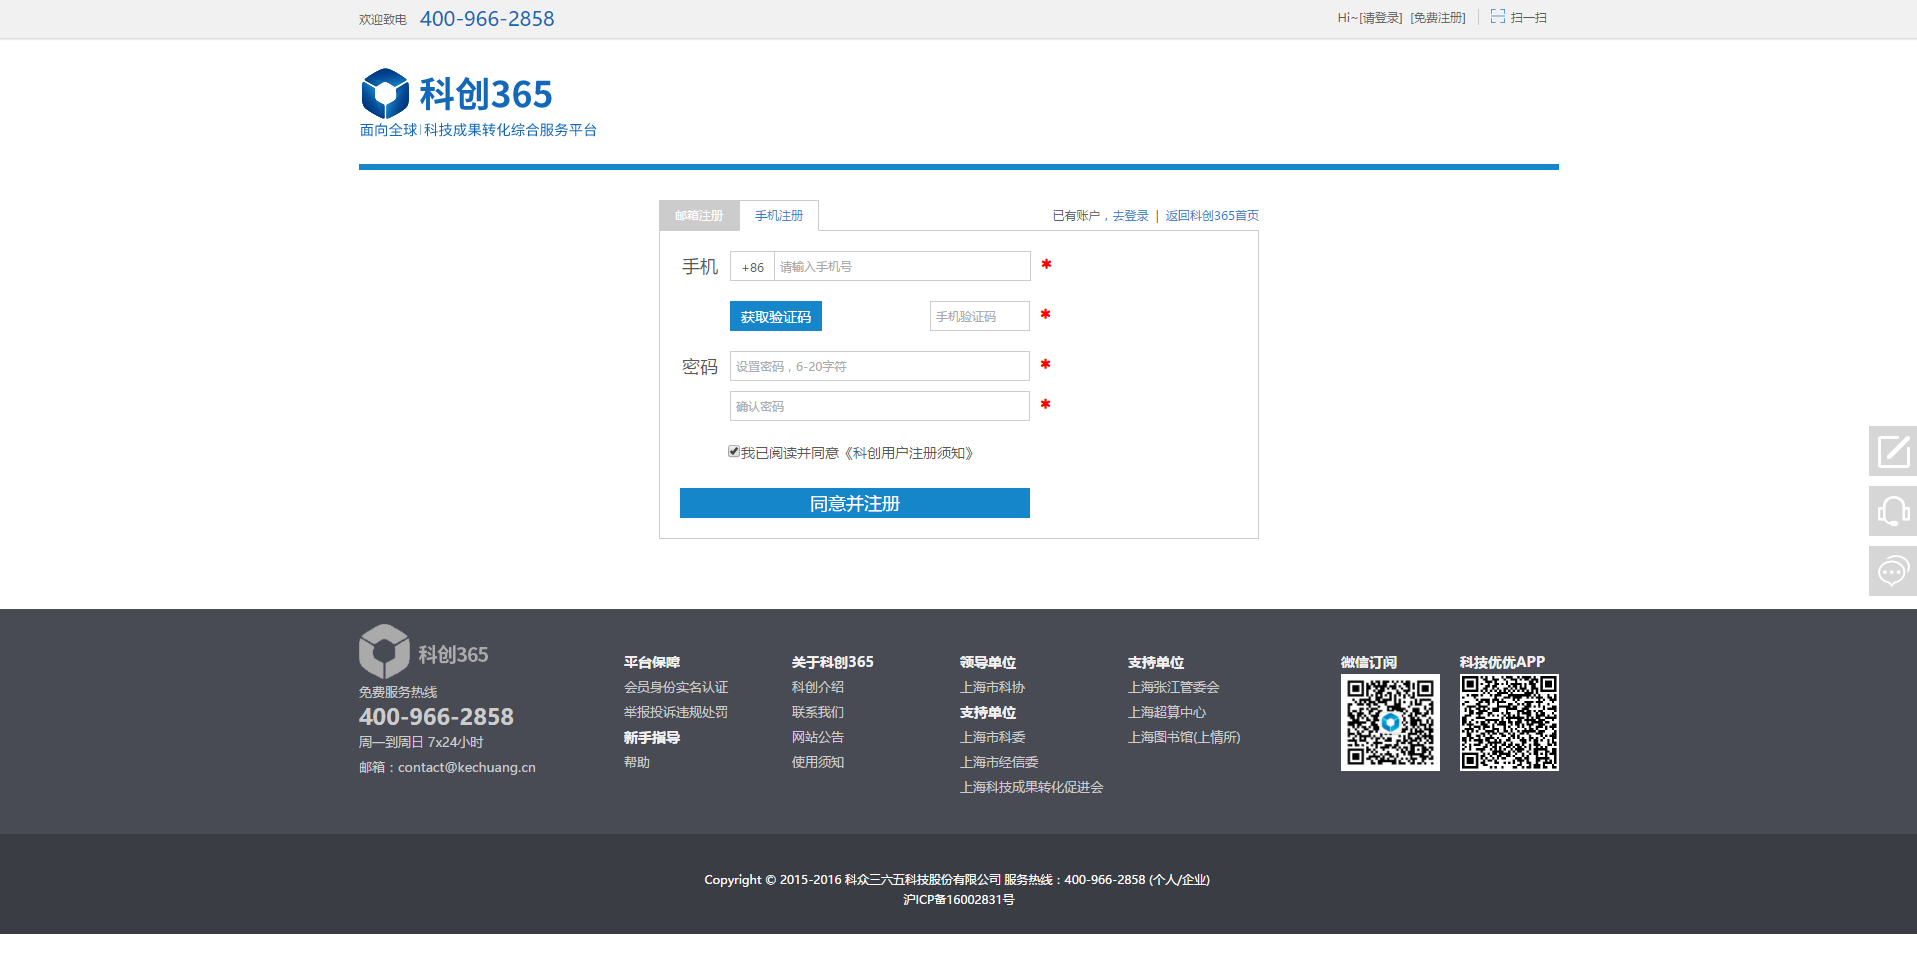 欢迎致电 400-966-2858
Hi~[请登录] [免费注册] 扫一扫
科创365
面向全球 科技成果转化综合服务平台
邮箱注册 手机注册
已有账户，去登录 | 返回科创365首页
手机 +86 请输入手机号 *
获取验证码 手机验证码 *
密码 设置密码，6-20字符 *
确认密码 *
我已阅读并同意《科创用户注册须知》
同意并注册
科创365
免费服务热线
400-966-2858
周一到周日 7x24小时
邮箱：contact@kechuang.cn
平台保障
会员身份实名认证
举报投诉违规处罚
新手指导
帮助
关于科创365
科创介绍
联系我们
网站公告
使用须知
领导单位
上海市科协
支持单位
上海市科委
上海市经信委
上海科技成果转化促进会
支持单位
上海张江管委会
上海超算中心
上海图书馆(上情所)
微信订阅
科技优优APP
Copyright © 2015-2016 科众三六五科技股份有限公司 服务热线：400-966-2858 (个人/企业)
沪ICP备16002831号